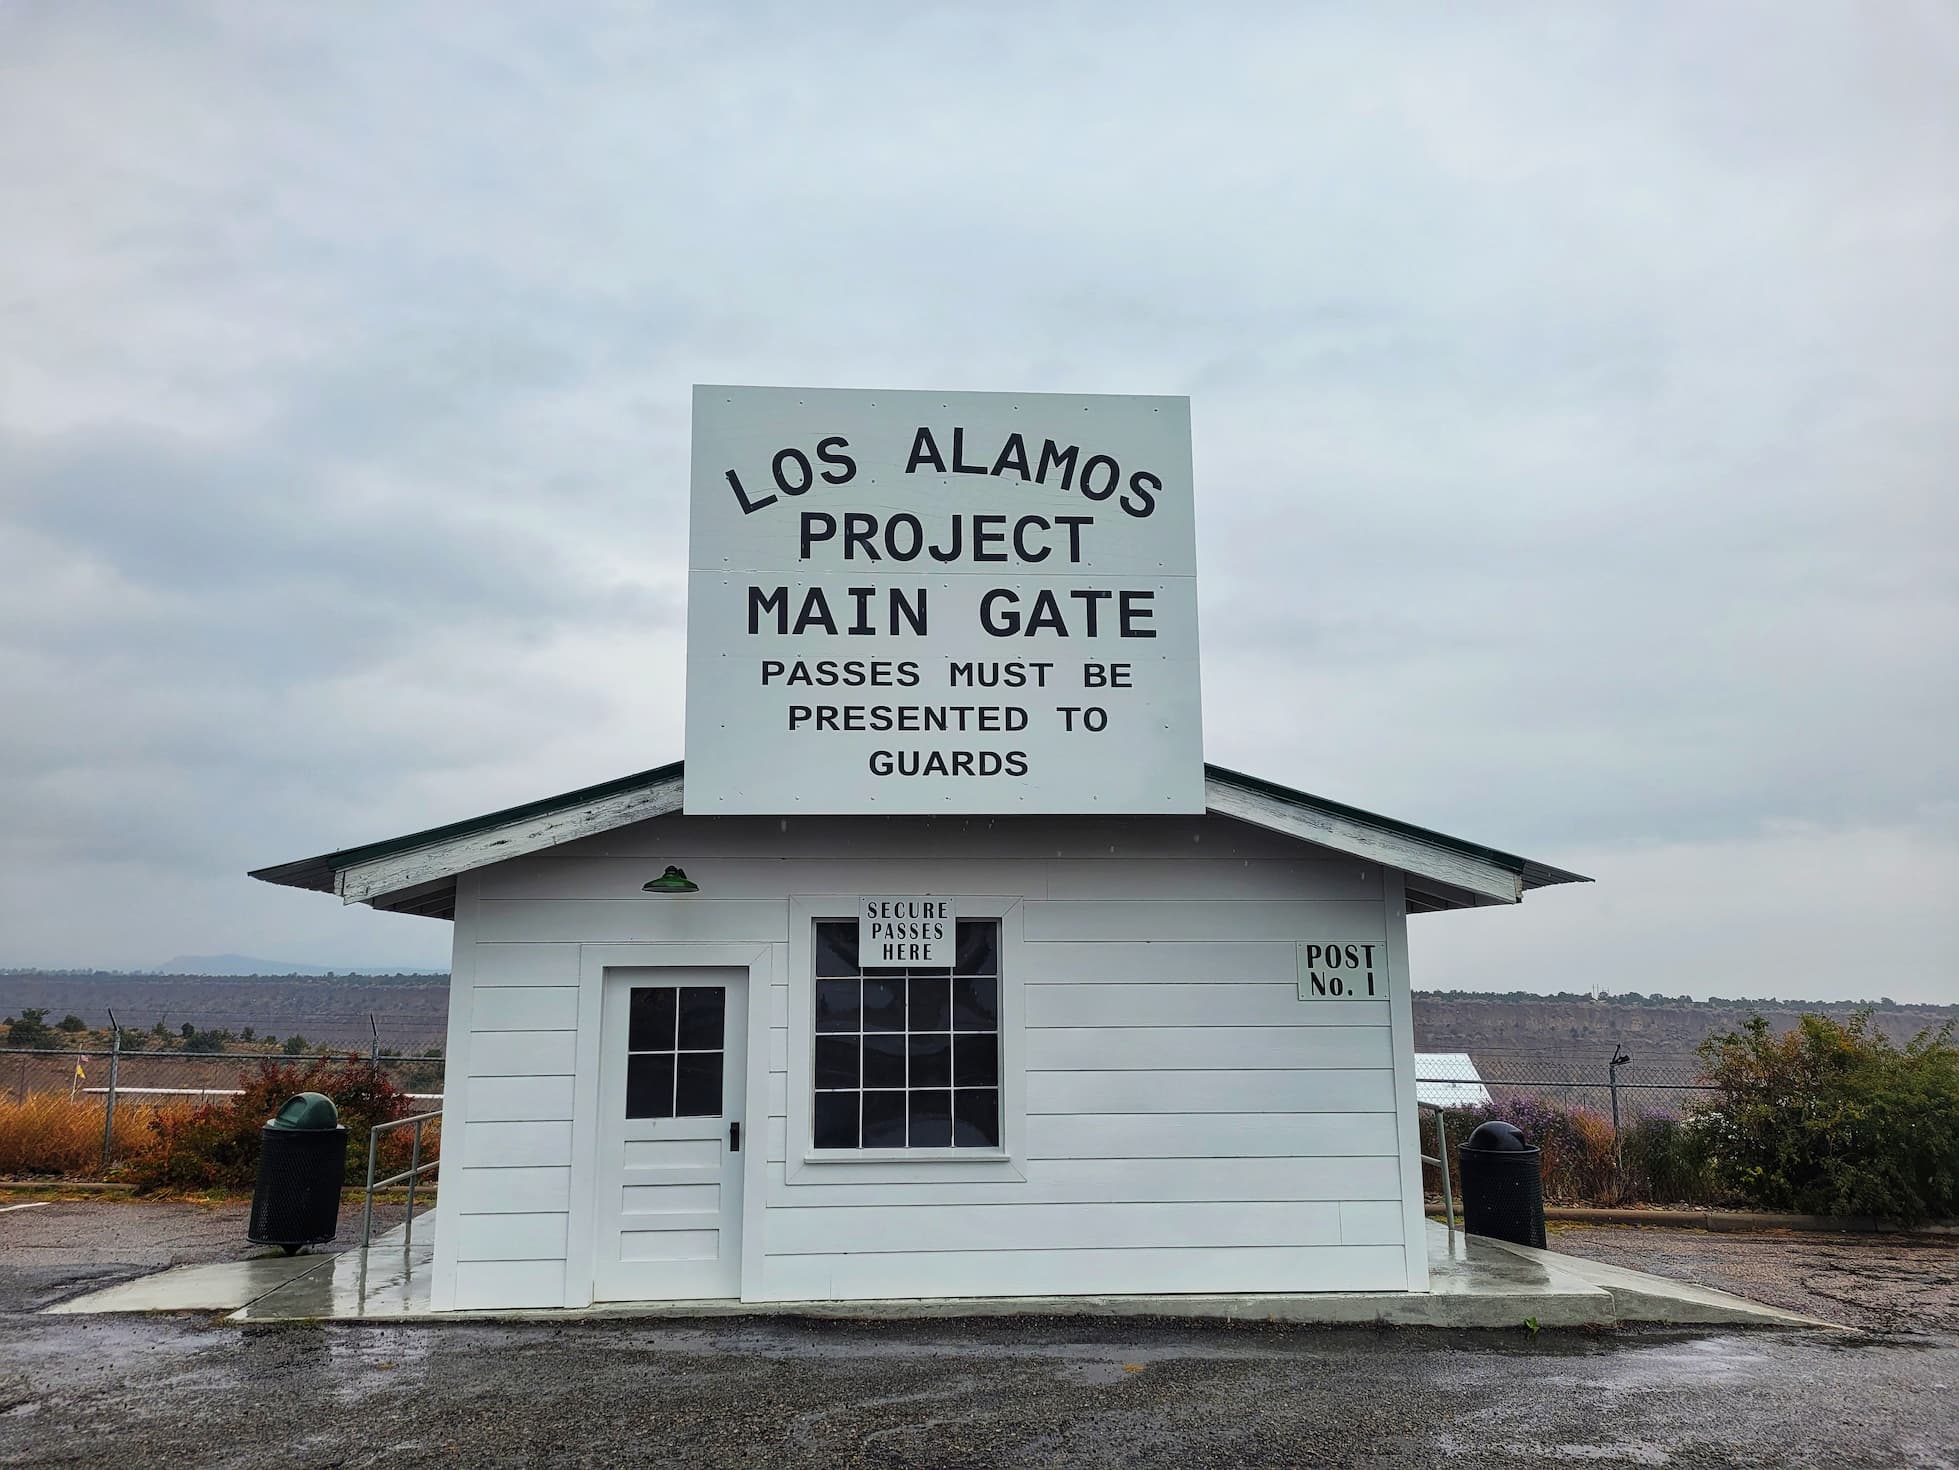 LOS ALAMOS
PROJECT
MAIN GATE
PASSES MUST BE
PRESENTED TO
GUARDS
SECURE
PASSES
HERE
POST
No. 1